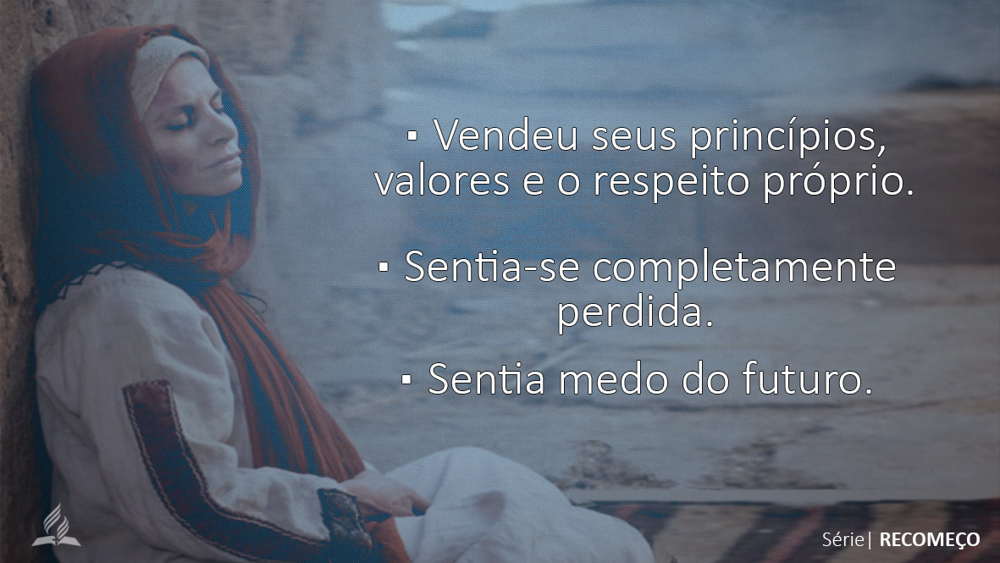 ▪ Vendeu seus princípios,
valores e o respeito próprio.
▪ Sentia-se completamente
perdida.
▪ Sentia medo do futuro.
Série| RECOMEÇO